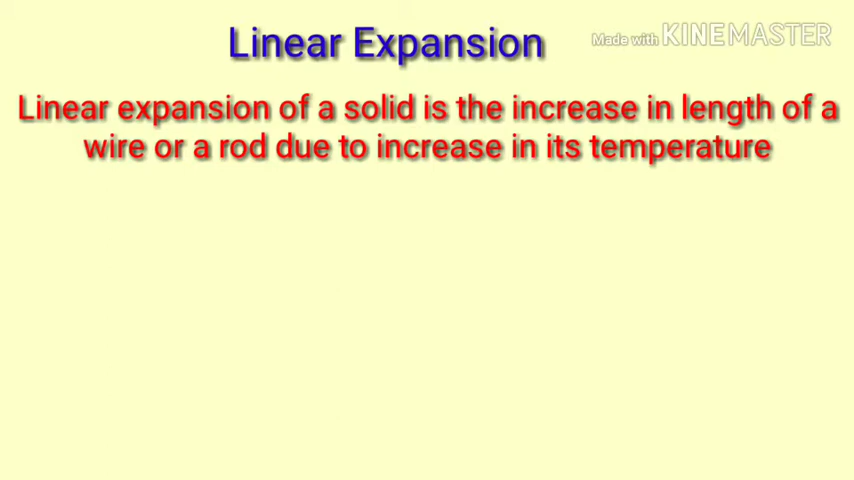 Linear Expansion
Made with KINEMASTER
Linear expansion of a solid is the increase in length of a
wire or a rod due to increase in its temperature